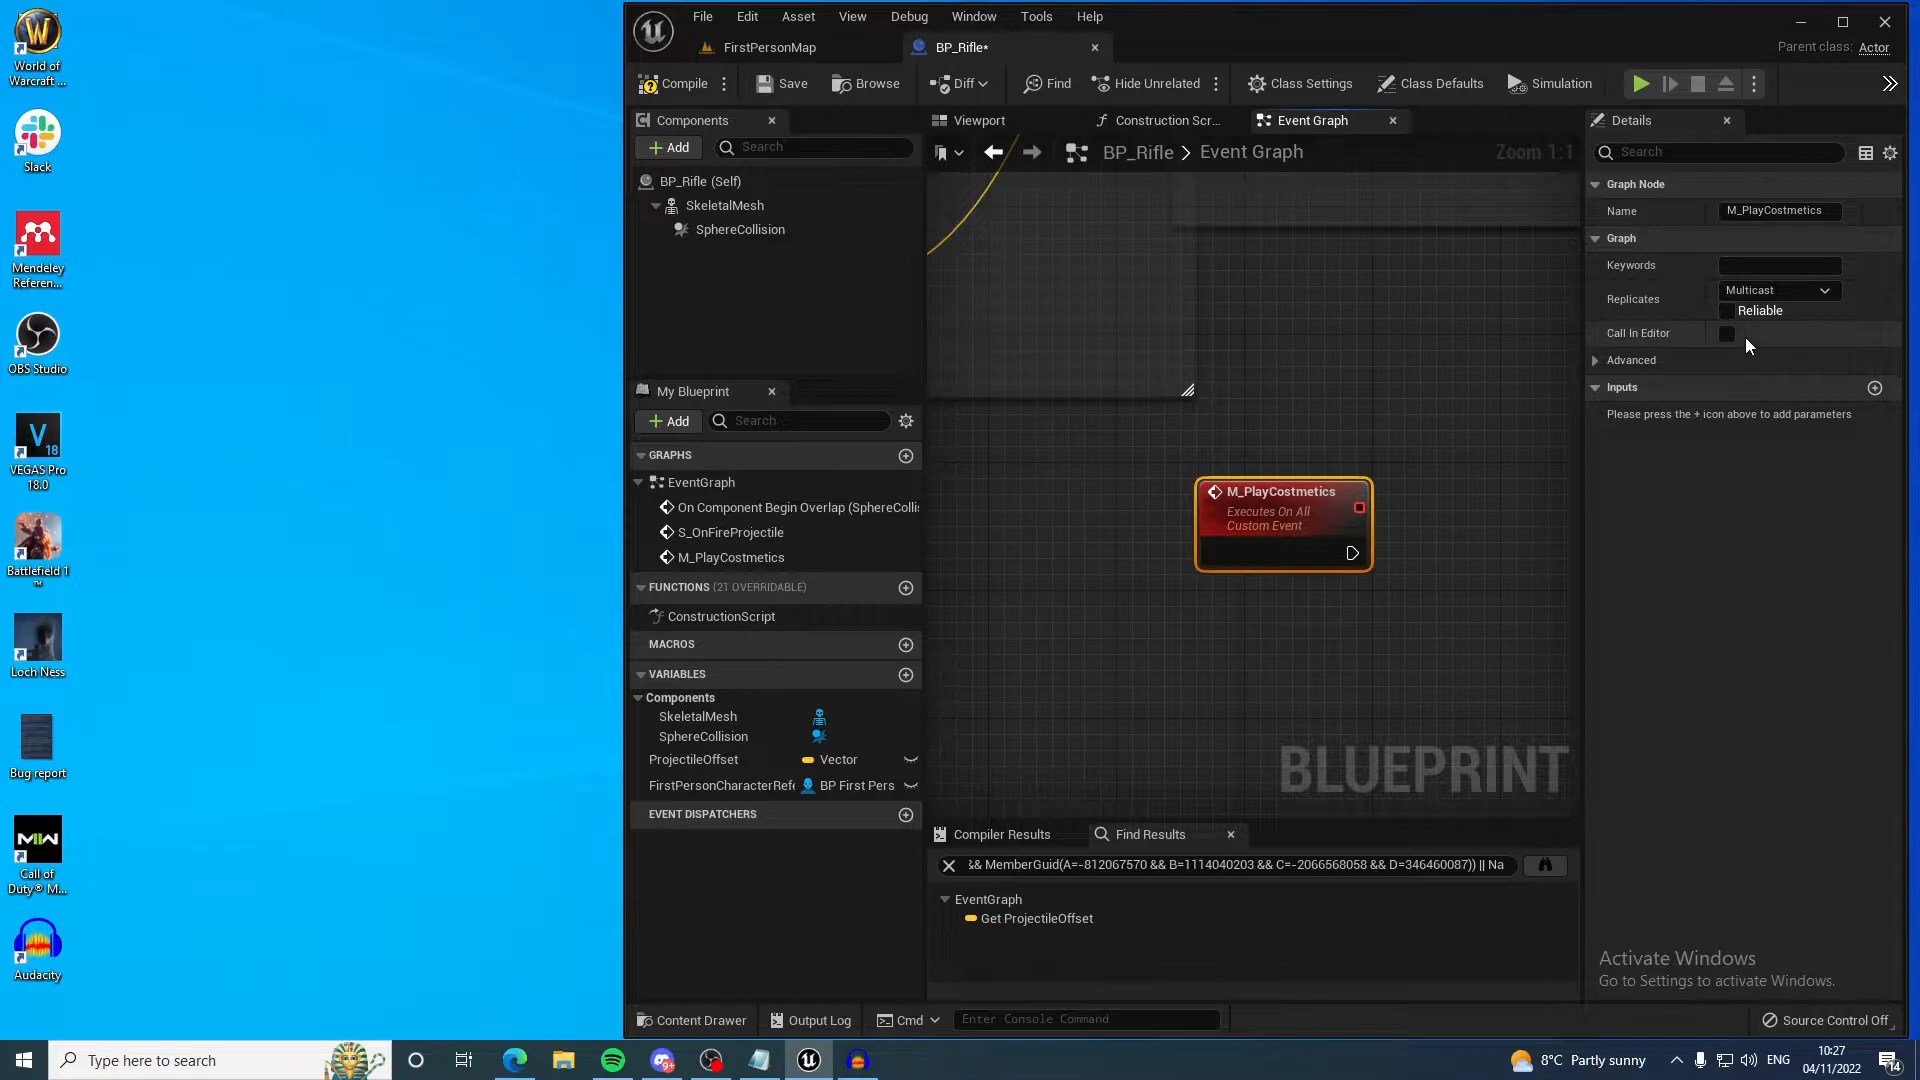 World of
Warcraft ...
Slack
Mendeley
Referen...
OBS Studio
VEGAS Pro
18.0
Battlefield 1
™
Loch Ness
Bug report
Call of
Duty® M...
Audacity
File Edit Asset View Debug Window Tools Help
FirstPersonMap
BP_Rifle*
Parent class: Actor
Compile
Save
Browse
Diff
Find
Hide Unrelated
Class Settings
Class Defaults
Simulation
Components
Add
Search
BP_Rifle (Self)
SkeletalMesh
SphereCollision
My Blueprint
Add
Search
GRAPHS
EventGraph
On Component Begin Overlap (SphereCollis
S_OnFireProjectile
M_PlayCostmetics
FUNCTIONS (21 OVERRIDABLE)
ConstructionScript
MACROS
VARIABLES
Components
SkeletalMesh
SphereCollision
ProjectileOffset Vector
FirstPersonCharacterRefe BP First Pers
EVENT DISPATCHERS
Viewport
Construction Scr...
Event Graph
BP_Rifle > Event Graph
Zoom 1:1
M_PlayCostmetics
Executes On All
Custom Event
BLUEPRINT
Compiler Results
Find Results
&& MemberGuid(A=-812067570 && B=1114040203 && C=-2066568058 && D=346460087)) || Na
EventGraph
Get ProjectileOffset
Details
Search
Graph Node
Name M_PlayCostmetics
Graph
Keywords
Replicates Multicast
Reliable
Call In Editor
Advanced
Inputs
Please press the + icon above to add parameters
Activate Windows
Go to Settings to activate Windows.
Content Drawer
Output Log
Cmd
Enter Console Command
Source Control Off
Type here to search
9+
8°C Partly sunny
ENG
10:27
04/11/2022
14